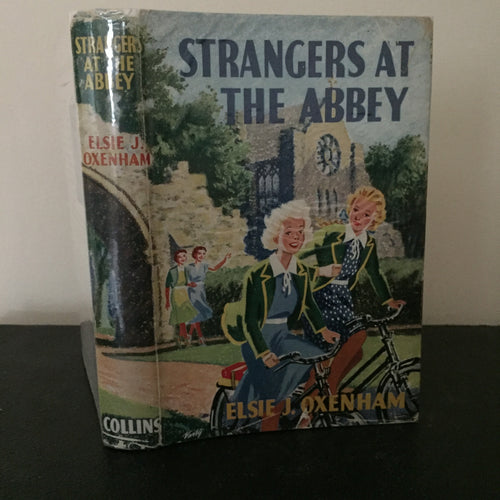 STRANGERS
AT THE
ABBEY
ELSIE J.
OXENHAM
COLLINS
STRANGERS AT
THE ABBEY
ELSIE J. OXENHAM